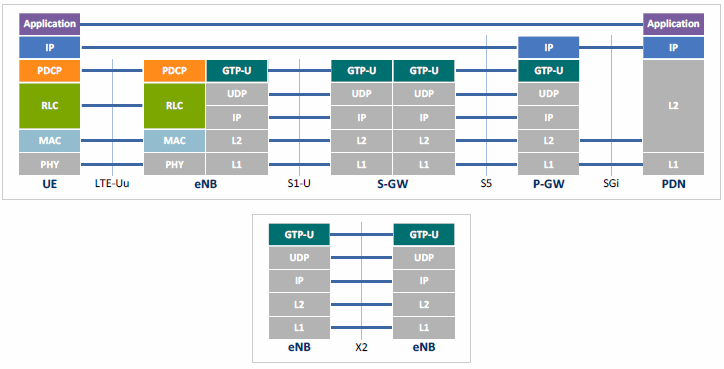 Application Application
IP IP IP
PDCP PDCP GTP-U GTP-U GTP-U GTP-U
RLC RLC UDP UDP UDP UDP L2
IP IP IP IP
MAC MAC L2 L2 L2 L2
PHY PHY L1 L1 L1 L1 L1
UE LTE-Uu eNB S1-U S-GW S5 P-GW SGi PDN
GTP-U GTP-U
UDP UDP
IP IP
L2 L2
L1 L1
eNB X2 eNB